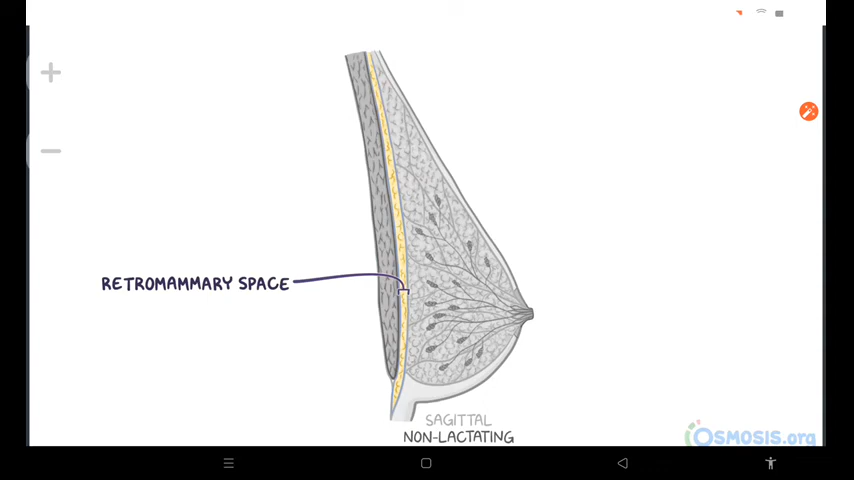 RETROMAMMARY SPACE
SAGITTAL
NON-LACTATING
OSMOSIS.org